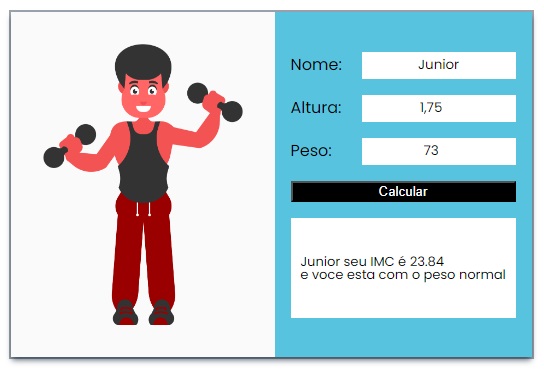 Nome: Junior
Altura: 1,75
Peso: 73
Calcular
Junior seu IMC é 23.84
e voce esta com o peso normal